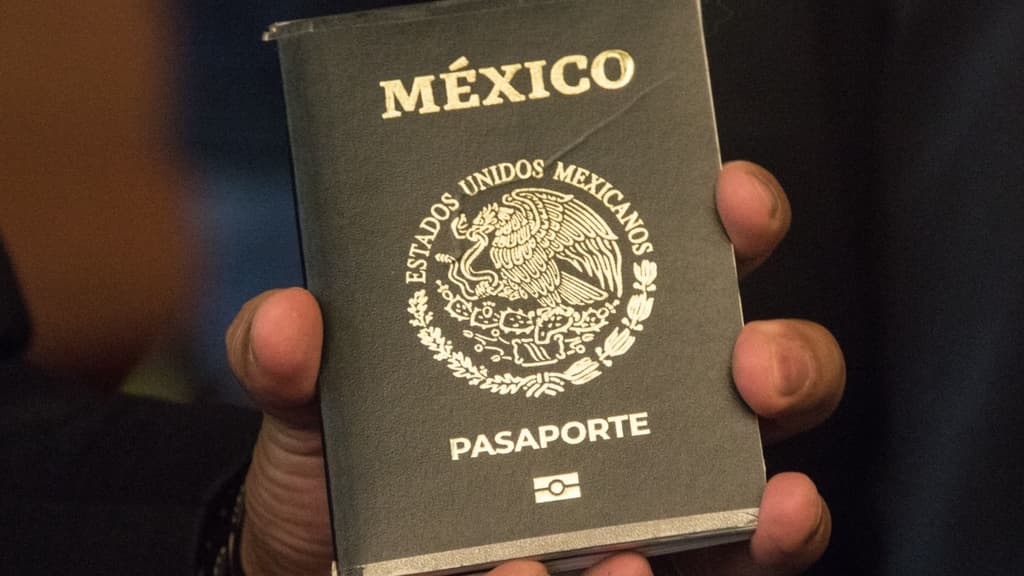 MÉXICO
ESTADOS UNIDOS MEXICANOS
PASAPORTE